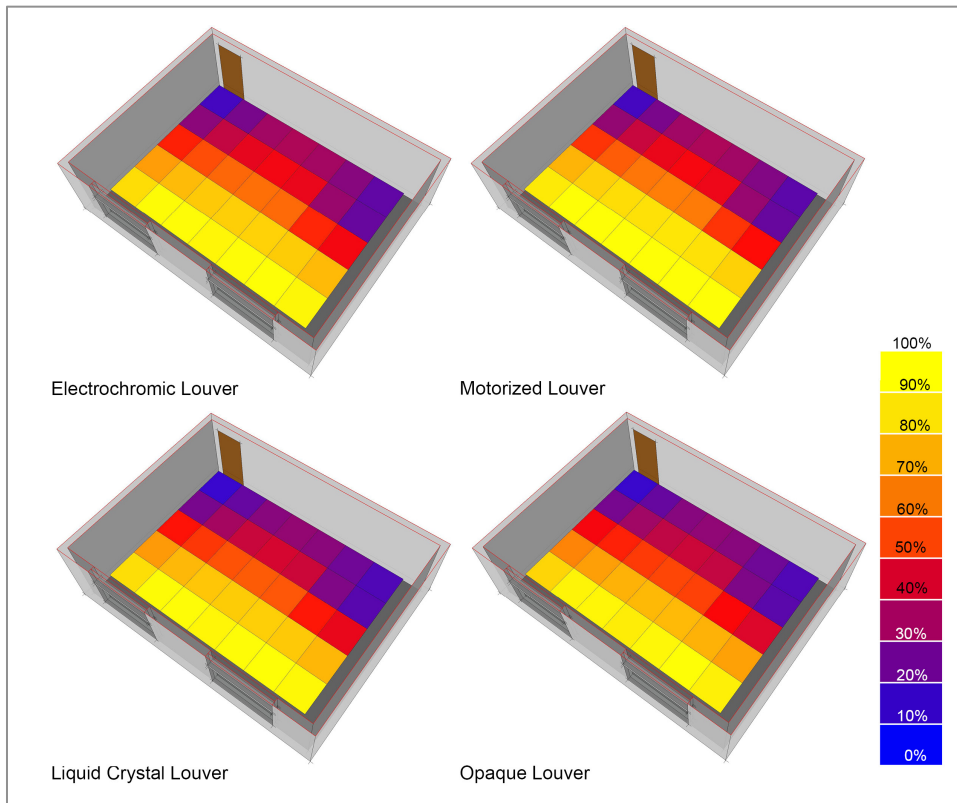 Electrochromic Louver
Motorized Louver
Liquid Crystal Louver
Opaque Louver
100%
90%
80%
70%
60%
50%
40%
30%
20%
10%
0%